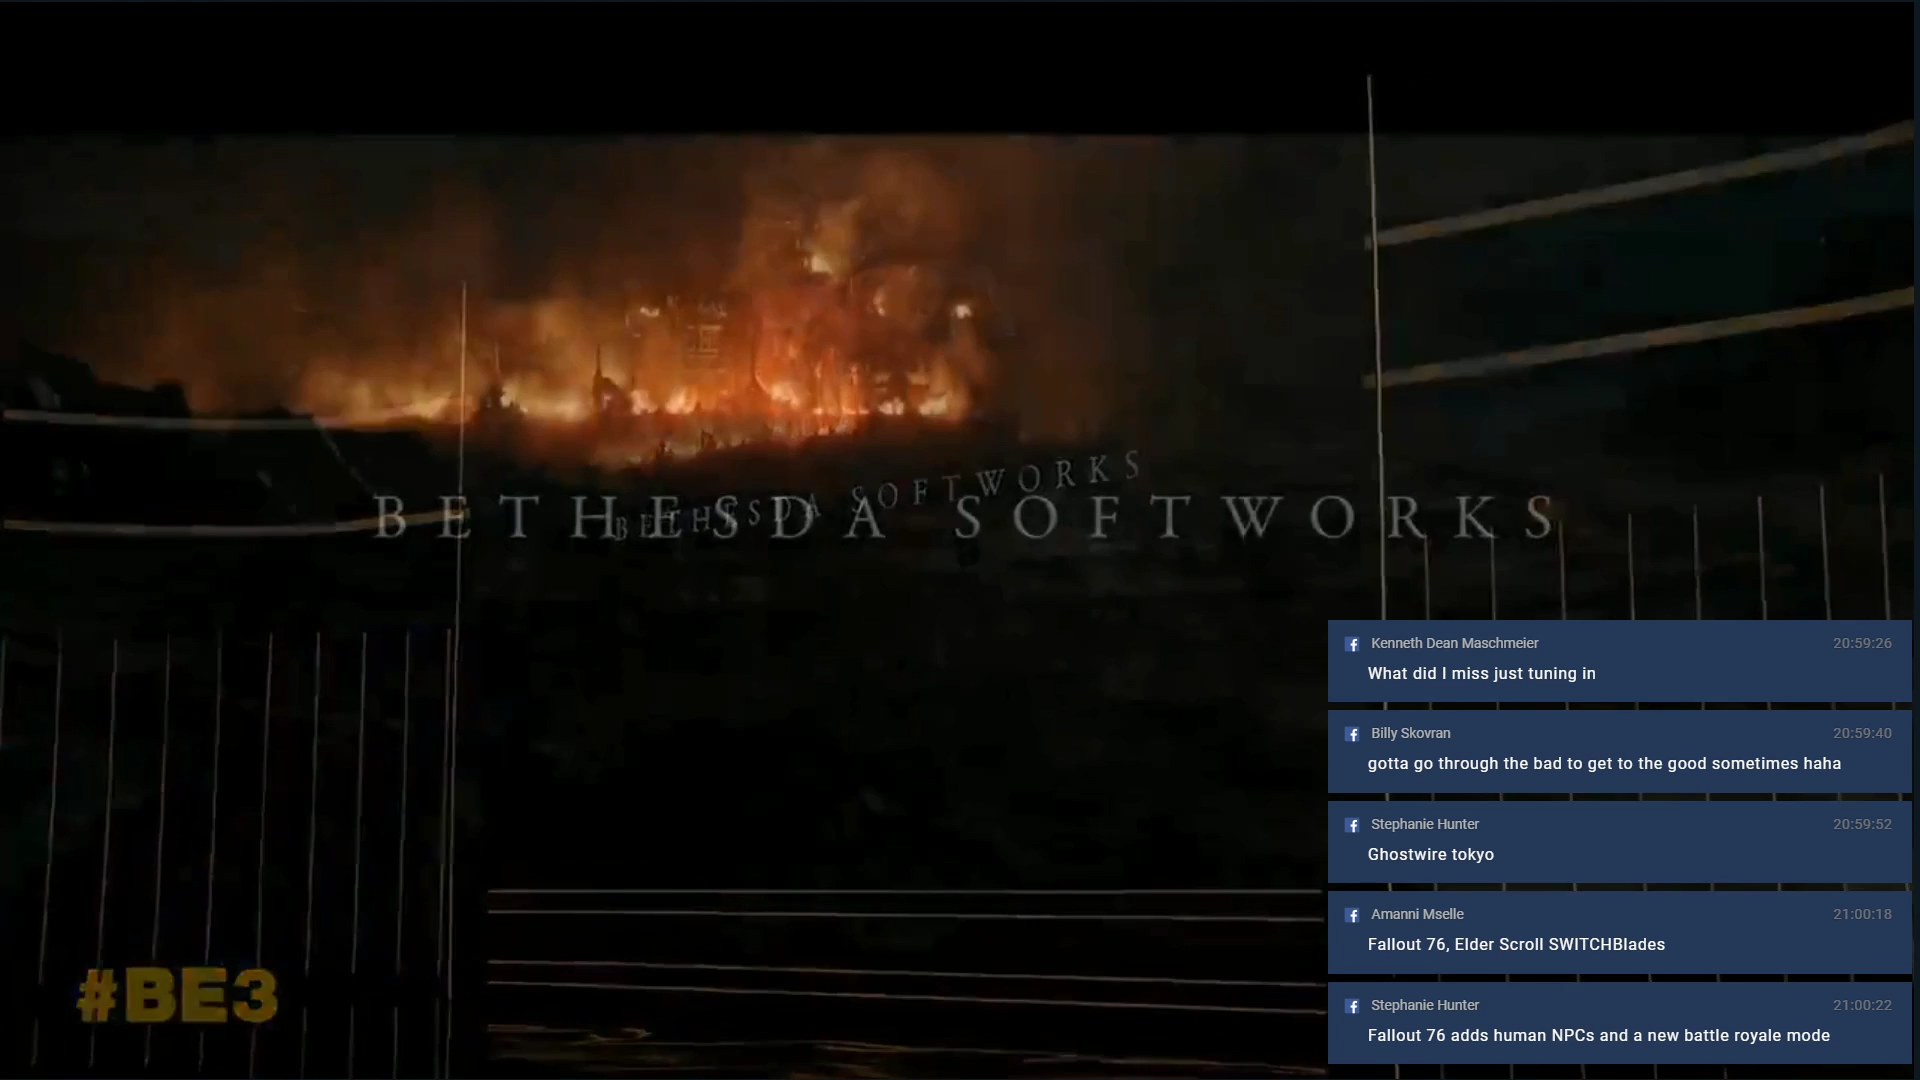 BETHESDA SOFTWORKS
BETHESDA SOFTWORKS
Kenneth Dean Maschmeier 20:59:26
What did I miss just tuning in
Billy Skovran 20:59:40
gotta go through the bad to get to the good sometimes haha
Stephanie Hunter 20:59:52
Ghostwire tokyo
Amanni Mselle 21:00:18
Fallout 76, Elder Scroll SWITCHBlades
Stephanie Hunter 21:00:22
Fallout 76 adds human NPCs and a new battle royale mode
#BE3